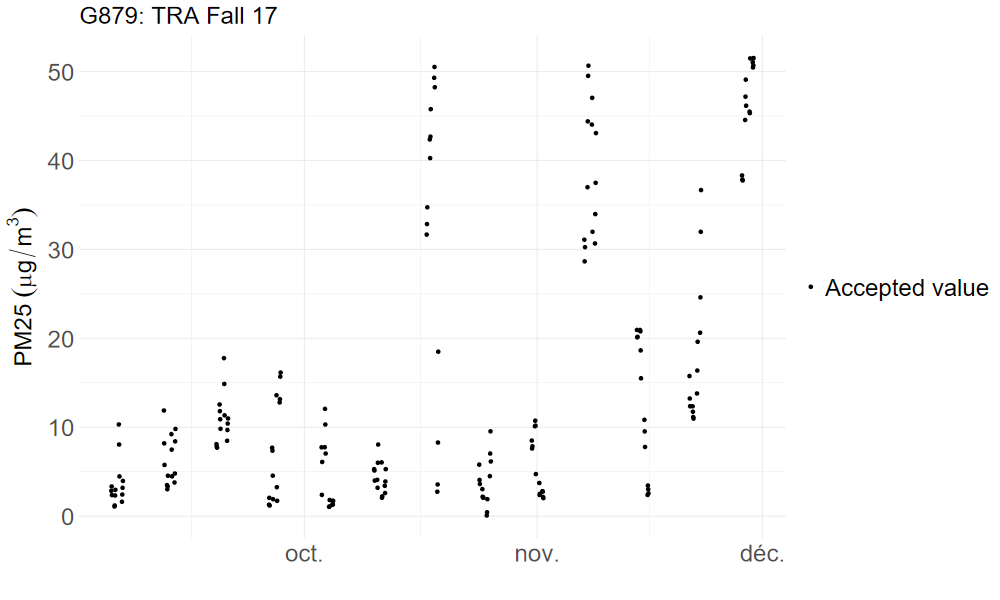 G879: TRA Fall 17
PM25 (μg/m³)
50
40
30
20
10
0
oct.
nov.
déc.
Accepted value